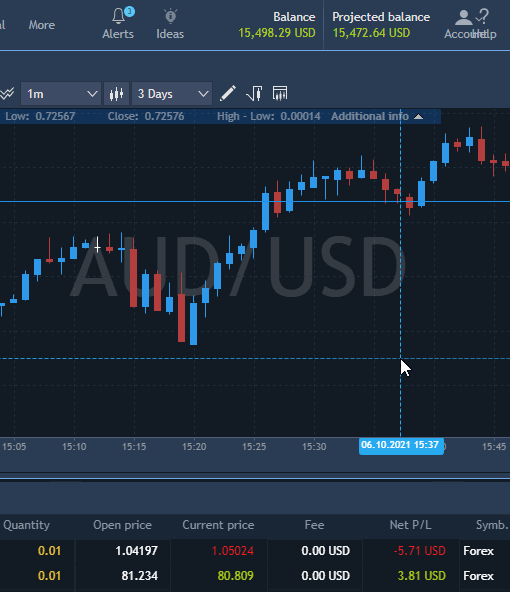 More
Alerts
3
Ideas
Balance
15,498.29 USD
Projected balance
15,472.64 USD
Account
Help
1m
3 Days
Low: 0.72567 Close: 0.72576 High - Low: 0.00014 Additional info
AUD/USD
15:05 15:10 15:15 15:20 15:25 15:30 06.10.2021 15:37 15:45
Quantity Open price Current price Fee Net P/L Symb.
0.01 1.04197 1.05024 0.00 USD -5.71 USD Forex
0.01 81.234 80.809 0.00 USD 3.81 USD Forex